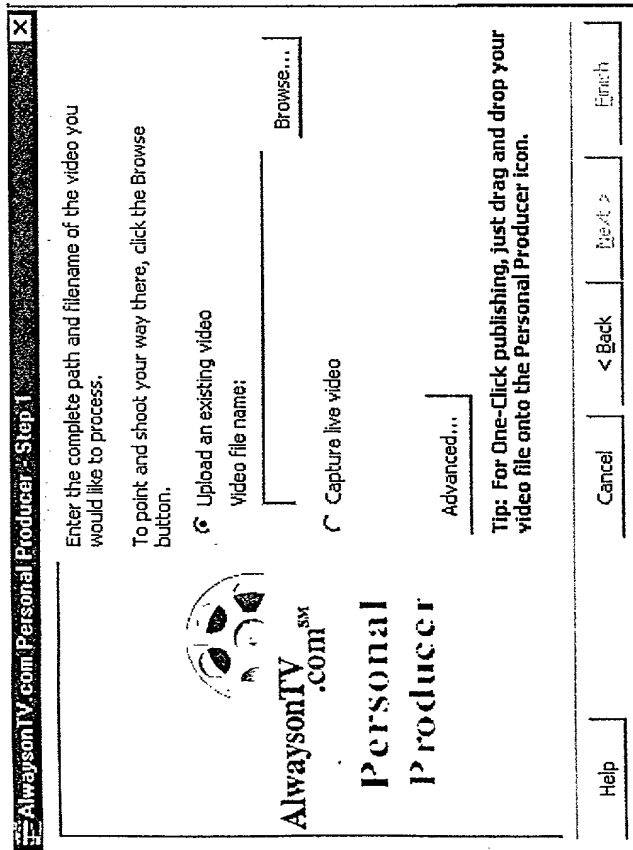 AlwaysonTV.com Personal Producer - Step 1
AlwaysonTV
.com℠
Personal
Producer
Enter the complete path and filename of the video you
would like to process.
To point and shoot your way there, click the Browse
button.
Upload an existing video
Video file name:
Browse...
Capture live video
Advanced...
Tip: For One-Click publishing, just drag and drop your
video file onto the Personal Producer icon.
Help
Cancel
< Back
Next >
Finish